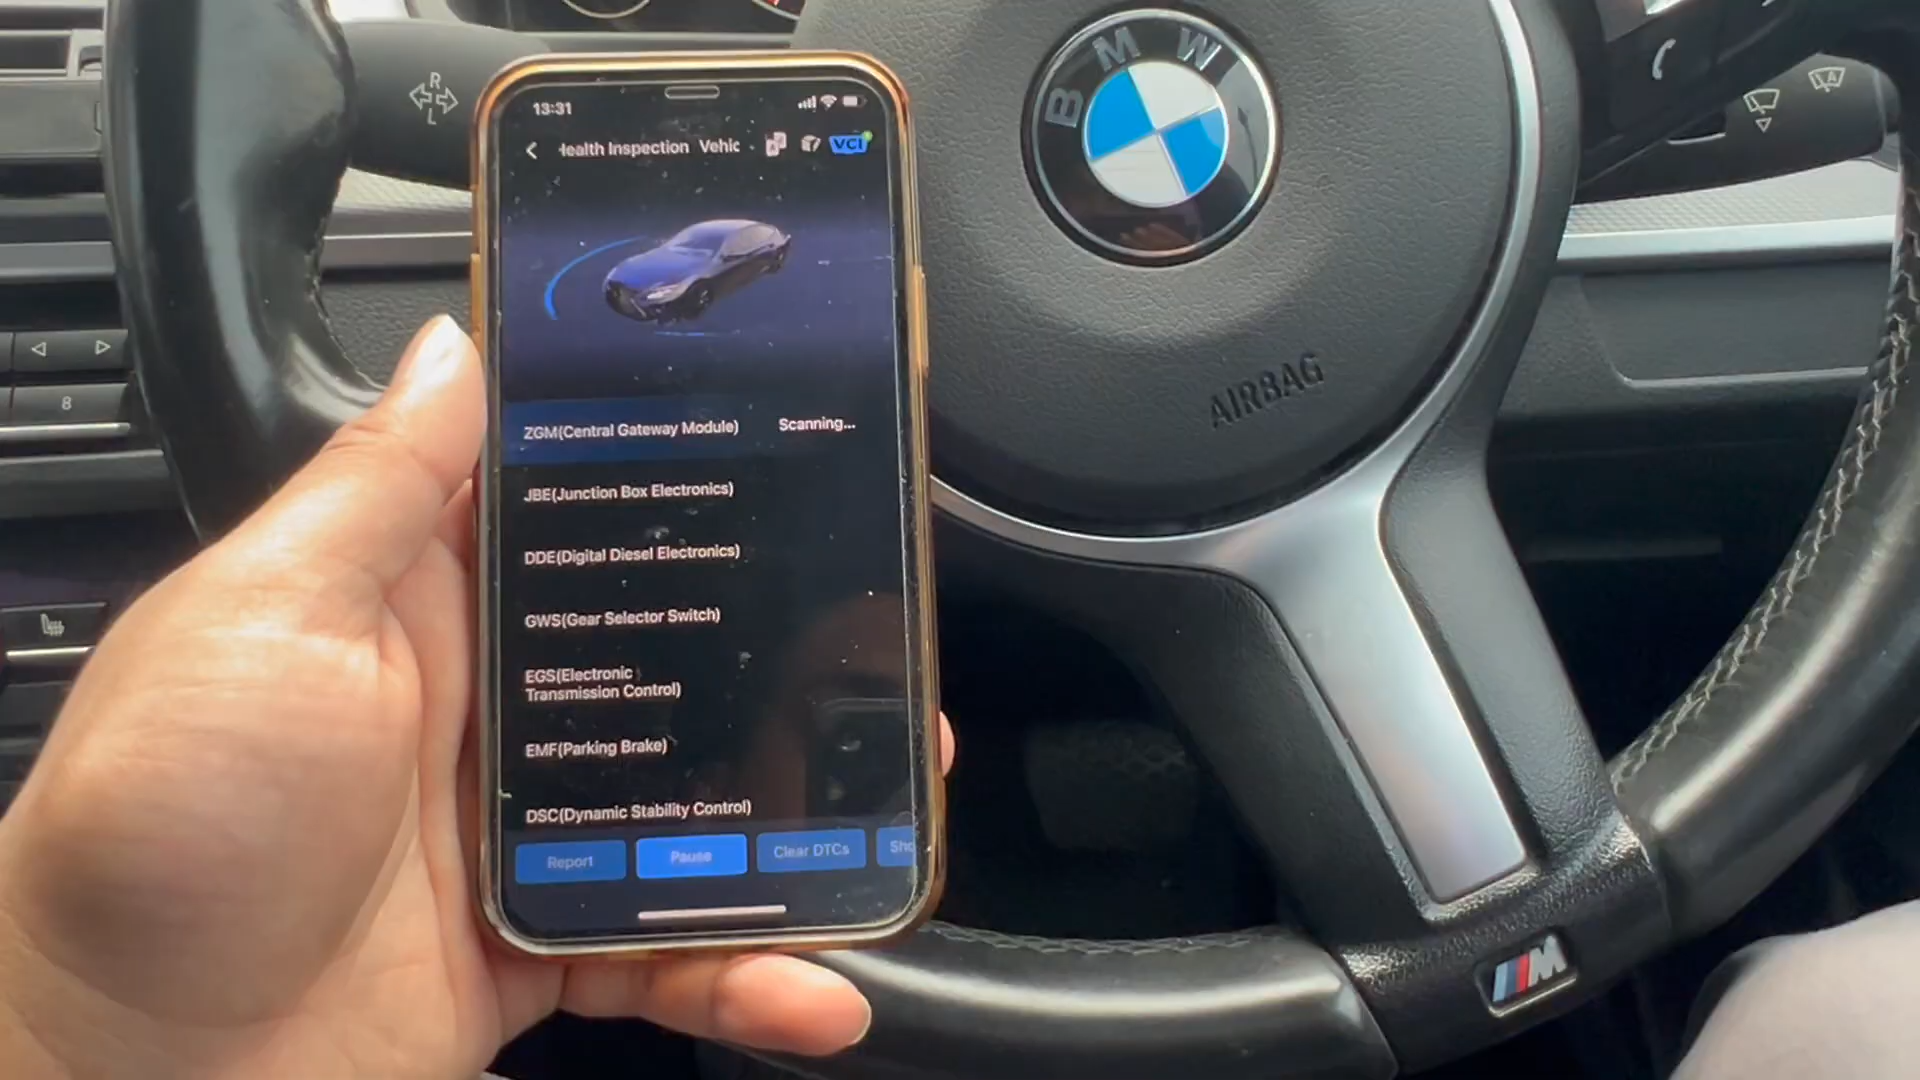 13:31
Health Inspection Vehic
VCI
ZGM(Central Gateway Module) Scanning...
JBE(Junction Box Electronics)
DDE(Digital Diesel Electronics)
GWS(Gear Selector Switch)
EGS(Electronic
Transmission Control)
EMF(Parking Brake)
DSC(Dynamic Stability Control)
Report Pause Clear DTCs Sho
BMW
AIRBAG
M
R
L
8
A